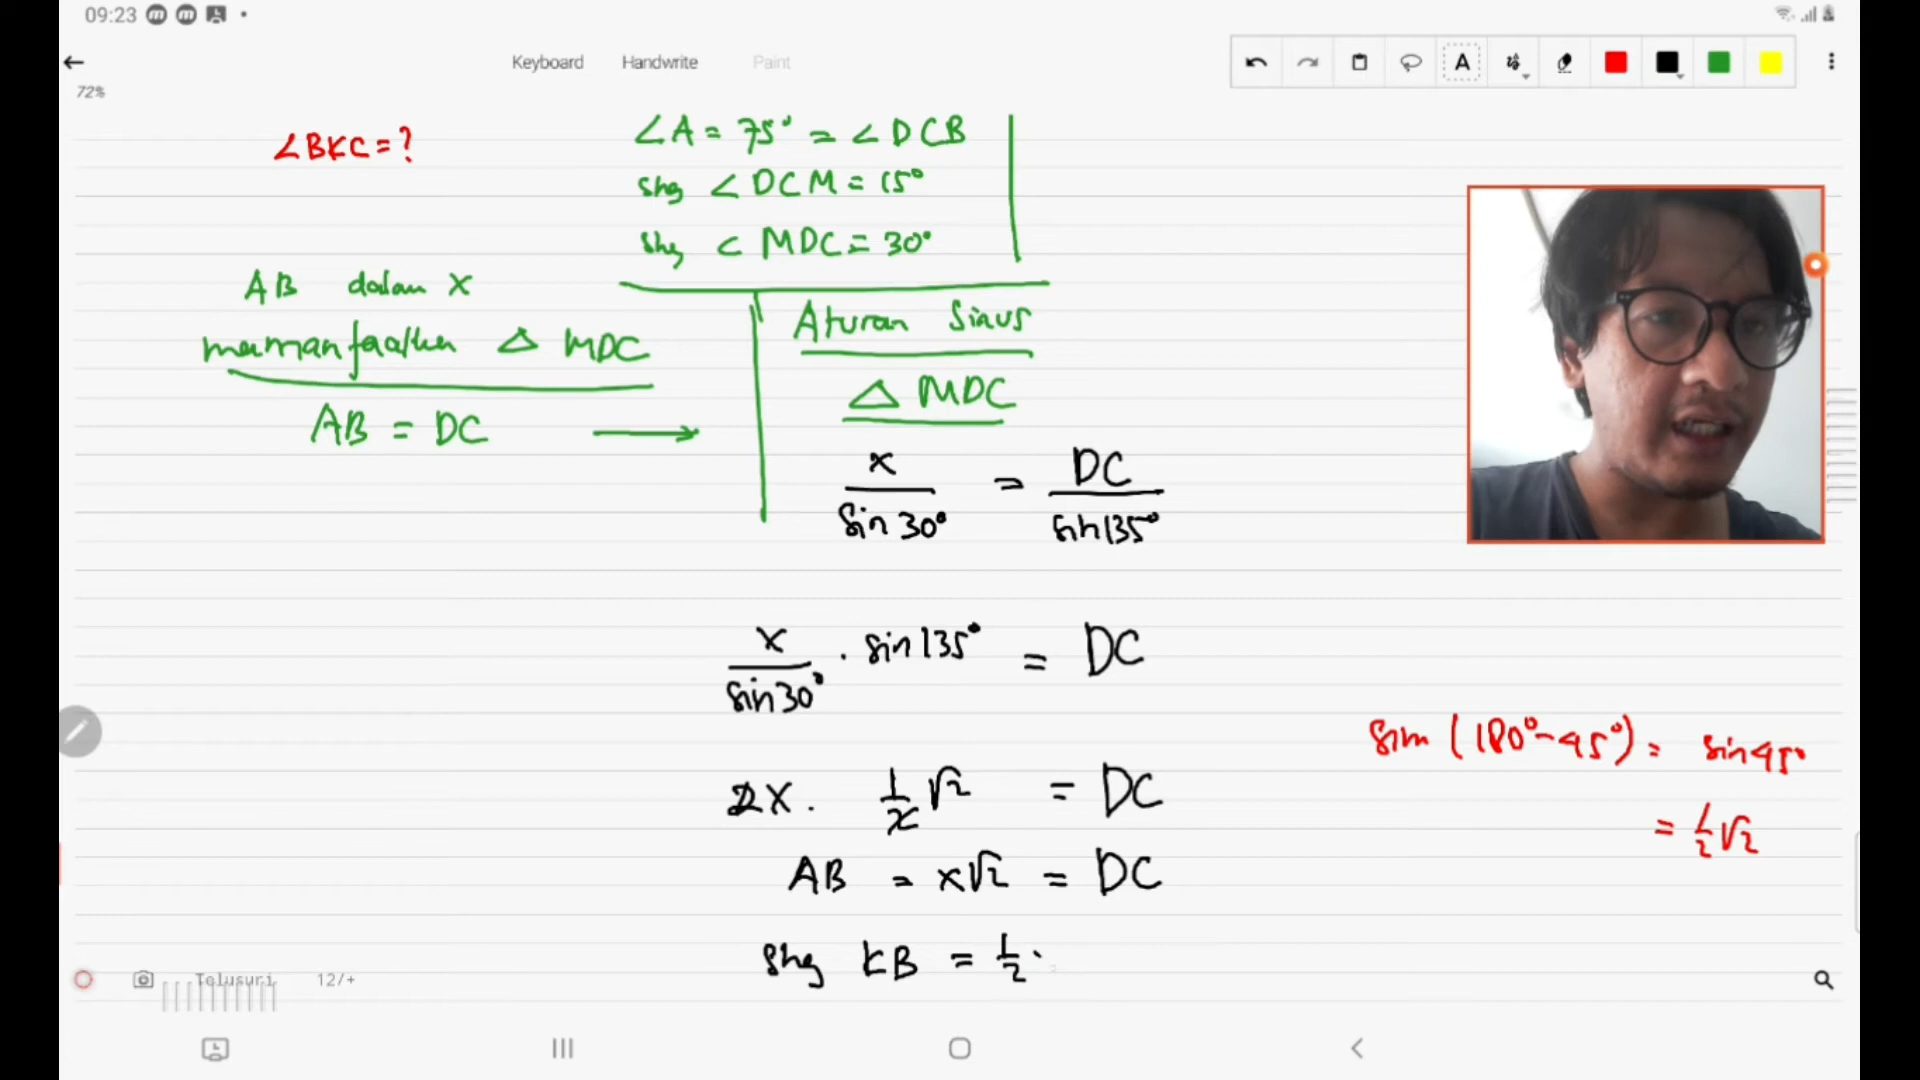 09:23
Keyboard Handwrite Paint
A
72%
∠BKC = ?
∠A = 75° = ∠DCB
shg ∠DCM = 15°
shg ∠MDC = 30°
AB dalam x
memanfaatkan △ MDC
AB = DC →
Aturan Sinus
△ MDC
x/sin 30° = DC/sin 135°
x/sin 30° · sin 135° = DC
2x · 1/2 √2 = DC
AB = x√2 = DC
shg KB = 1/2 ·
sin (180° - 45°) = sin 45°
= 1/2 √2
Telusuri 12/+